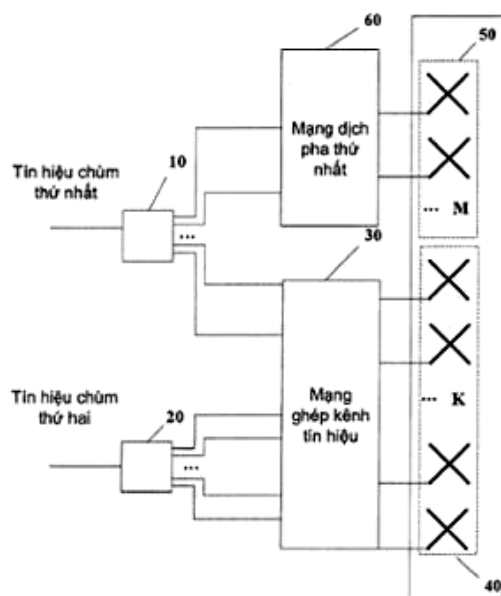 60
50
Mạng dịch
pha thứ
nhất
Tín hiệu chùm
thứ nhất
10
...
... M
30
Mạng
ghép kênh
tín hiệu
Tín hiệu chùm
thứ hai
20
...
... K
40